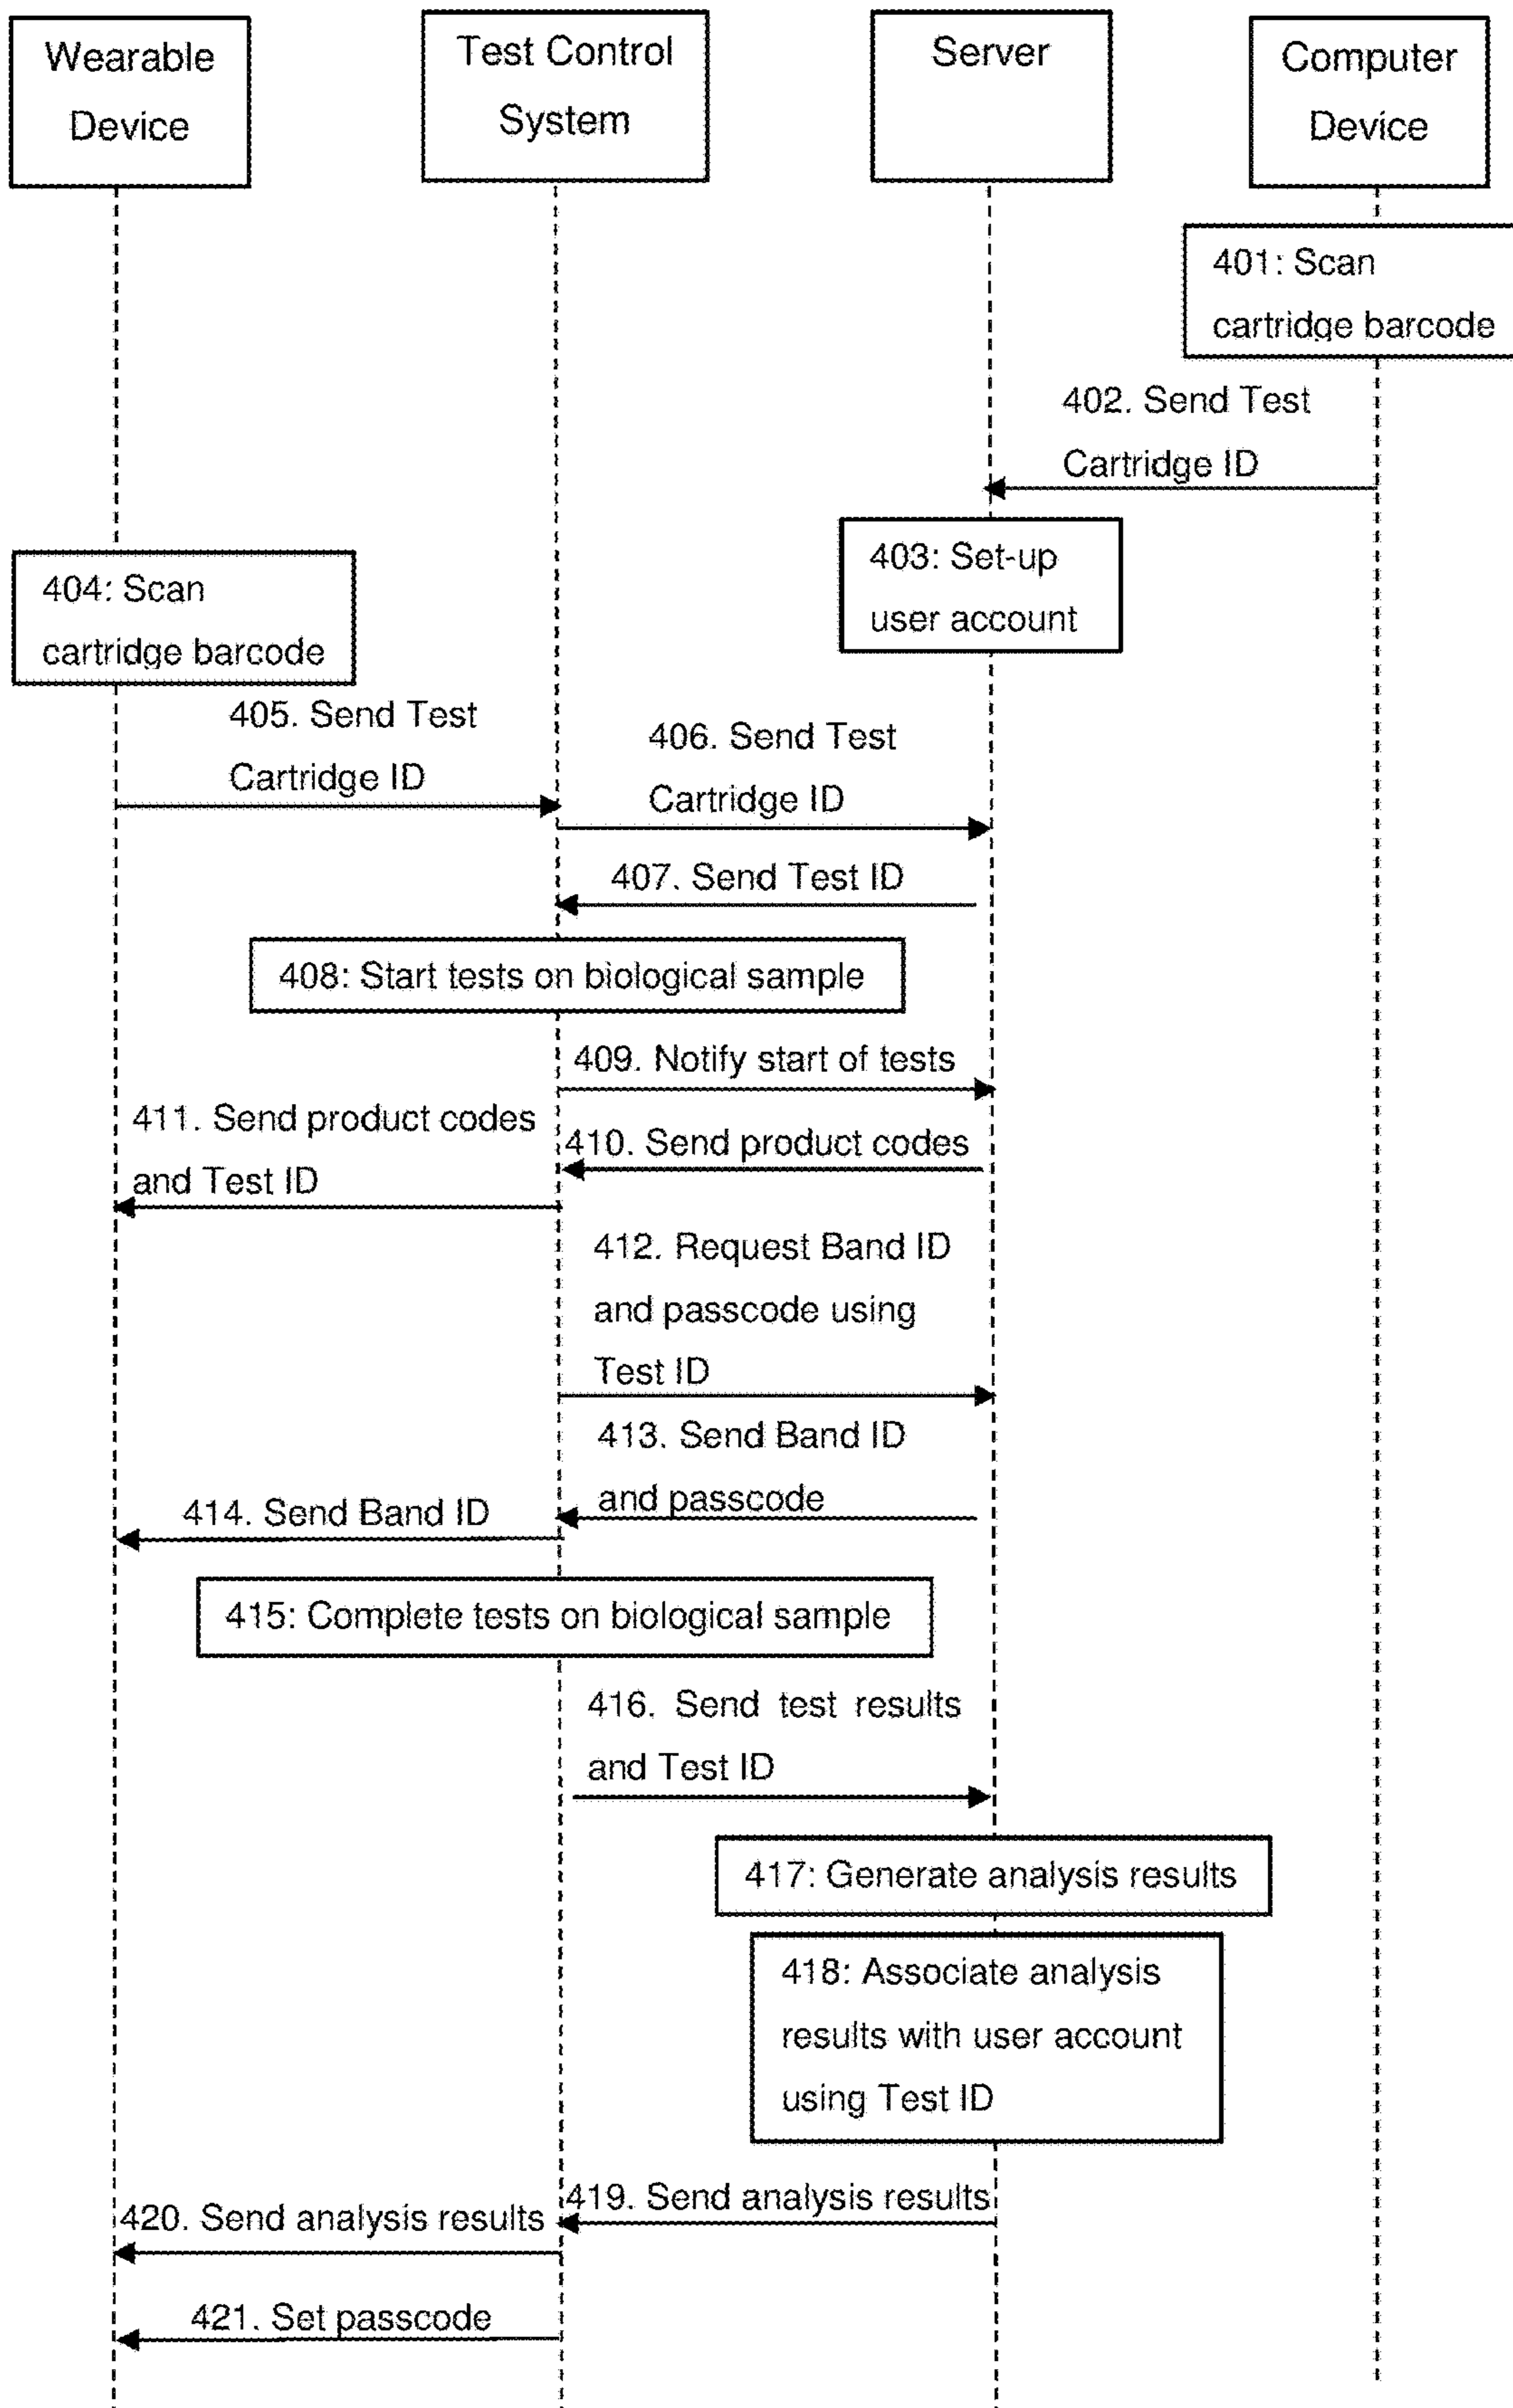 Wearable
Device
Test Control
System
Server
Computer
Device
401: Scan
cartridge barcode
402. Send Test
Cartridge ID
403: Set-up
user account
404: Scan
cartridge barcode
405. Send Test
Cartridge ID
406. Send Test
Cartridge ID
407. Send Test ID
408: Start tests on biological sample
409. Notify start of tests
410. Send product codes
411. Send product codes
and Test ID
412. Request Band ID
and passcode using
Test ID
413. Send Band ID
and passcode
414. Send Band ID
415: Complete tests on biological sample
416. Send test results
and Test ID
417: Generate analysis results
418: Associate analysis
results with user account
using Test ID
419. Send analysis results
420. Send analysis results
421. Set passcode